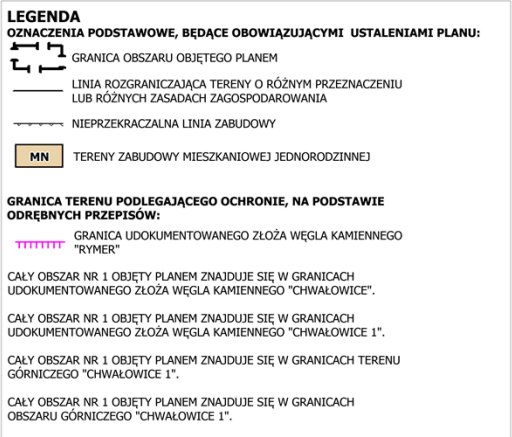 LEGENDA
OZNACZENIA PODSTAWOWE, BĘDĄCE OBOWIĄZUJĄCYMI USTALENIAMI PLANU:
GRANICA OBSZARU OBJĘTEGO PLANEM
LINIA ROZGRANICZAJĄCA TERENY O RÓŻNYM PRZEZNACZENIU
LUB RÓŻNYCH ZASADACH ZAGOSPODAROWANIA
NIEPRZEKRACZALNA LINIA ZABUDOWY
MN TERENY ZABUDOWY MIESZKANIOWEJ JEDNORODZINNEJ
GRANICA TERENU PODLEGAJĄCEGO OCHRONIE, NA PODSTAWIE
ODRĘBNYCH PRZEPISÓW:
GRANICA UDOKUMENTOWANEGO ZŁOŻA WĘGLA KAMIENNEGO
"RYMER"
CAŁY OBSZAR NR 1 OBJĘTY PLANEM ZNAJDUJE SIĘ W GRANICACH
UDOKUMENTOWANEGO ZŁOŻA WĘGLA KAMIENNEGO "CHWAŁOWICE".
CAŁY OBSZAR NR 1 OBJĘTY PLANEM ZNAJDUJE SIĘ W GRANICACH
UDOKUMENTOWANEGO ZŁOŻA WĘGLA KAMIENNEGO "CHWAŁOWICE 1".
CAŁY OBSZAR NR 1 OBJĘTY PLANEM ZNAJDUJE SIĘ W GRANICACH TERENU
GÓRNICZEGO "CHWAŁOWICE 1".
CAŁY OBSZAR NR 1 OBJĘTY PLANEM ZNAJDUJE SIĘ W GRANICACH
OBSZARU GÓRNICZEGO "CHWAŁOWICE 1".